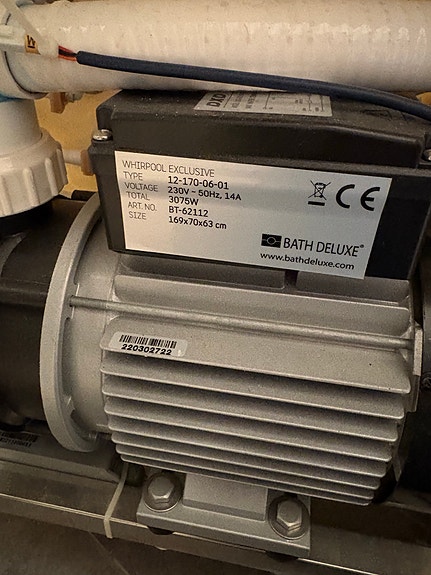 WHIRPOOL EXCLUSIVE
TYPE 12-170-06-01
VOLTAGE 230V ~ 50Hz, 14A
TOTAL 3075W
ART. NO. BT-62112
SIZE 169x70x63 cm
CE
BATH DELUXE®
www.bathdeluxe.com
220302722